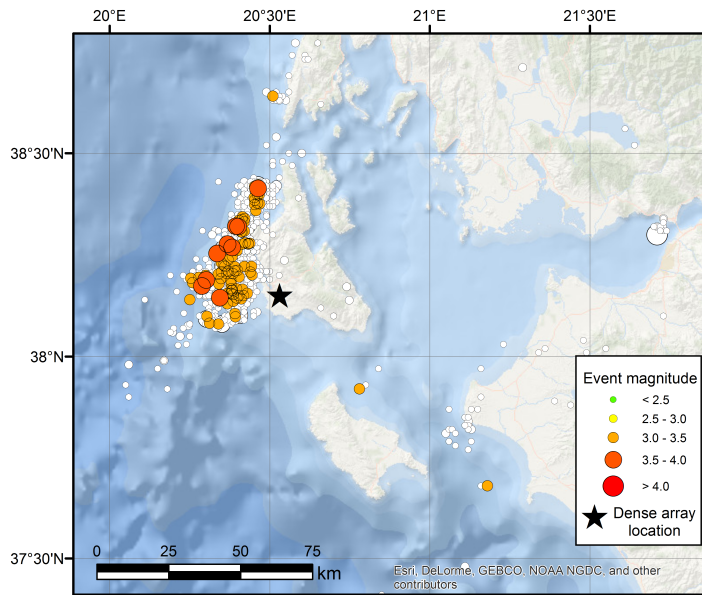 20° 20°30' 21° 21°30'
38°30'N
38°N
37°30'N
Event magnitude
< 2.5
2.5 - 3.0
3.0 - 3.5
3.5 - 4.0
> 4.0
Dense array
location
0 25 50 75
km
Esri, DeLorme, GEBCO, NOAA NGDC, and other
contributors